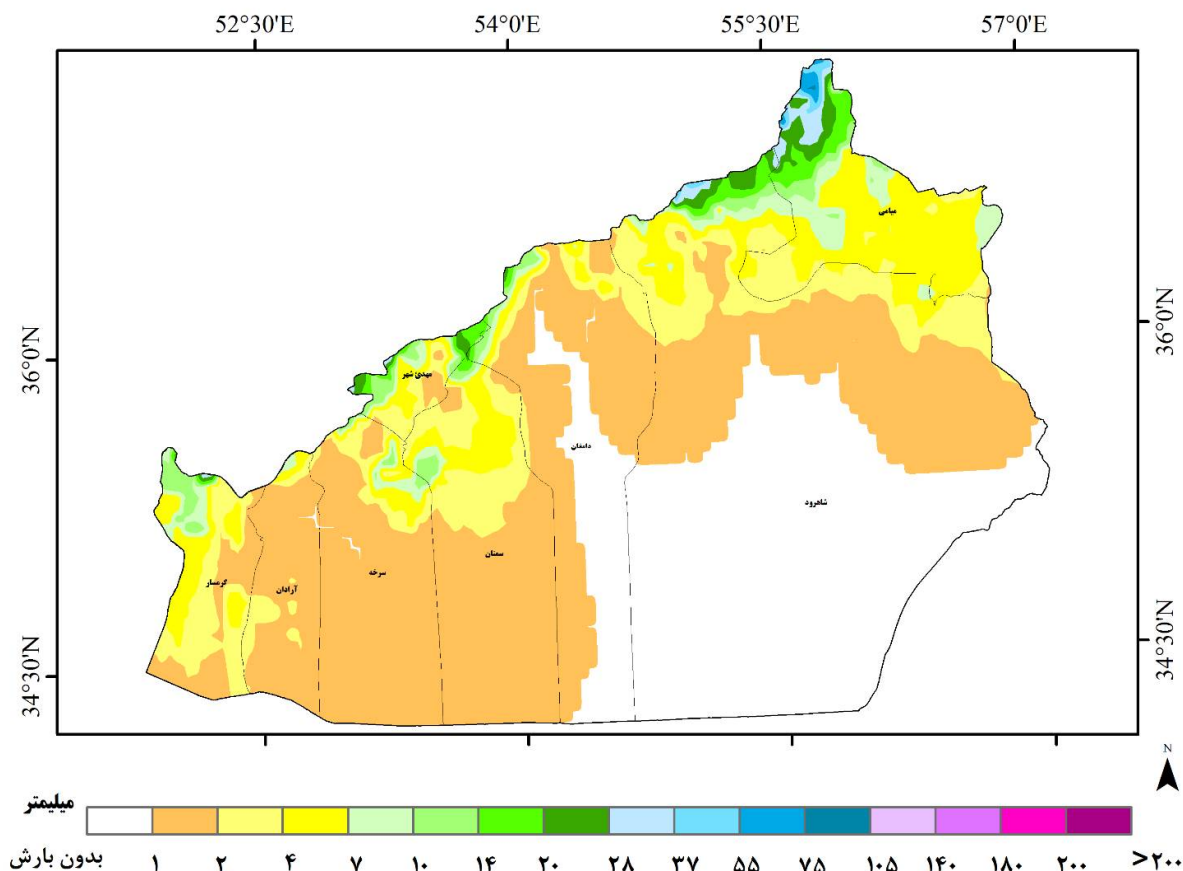 52°30'E 54°0'E 55°30'E 57°0'E
میامی
36°0'N 36°0'N
مهدی شهر
دامغان
شاهرود
سمنان
سرخه
گرمسار آرادان
34°30'N 34°30'N
N
میلیمتر
بدون بارش ۱ ۲ ۴ ۷ ۱۰ ۱۴ ۲۰ ۲۸ ۳۷ ۵۵ ۷۵ ۱۰۵ ۱۴۰ ۱۸۰ ۲۰۰ >۲۰۰